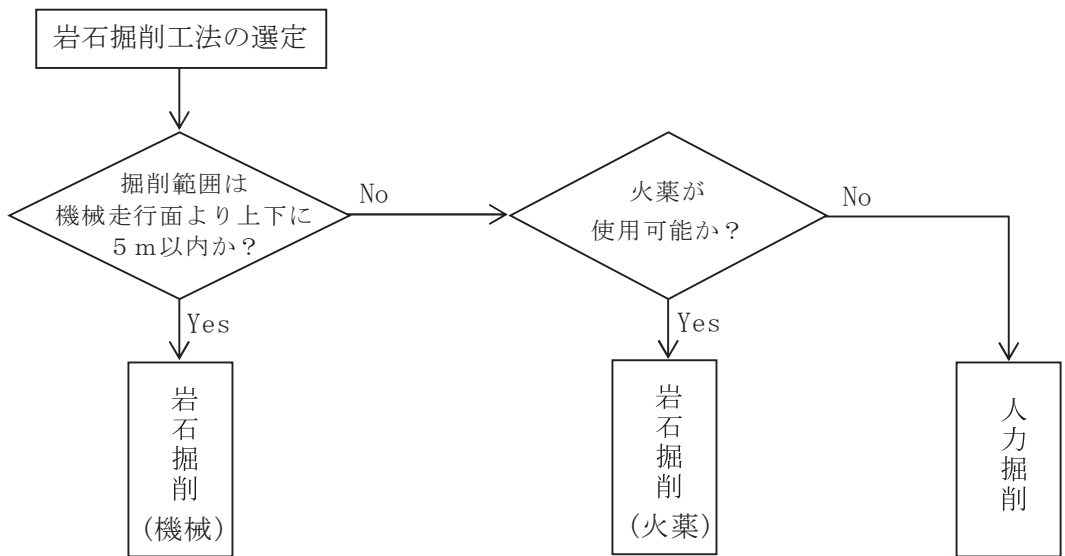 岩石掘削工法の選定
掘削範囲は
機械走行面より上下に
５ｍ以内か？
No
Yes
火薬が
使用可能か？
No
Yes
岩石掘削
(機械)
岩石掘削
(火薬)
人力掘削